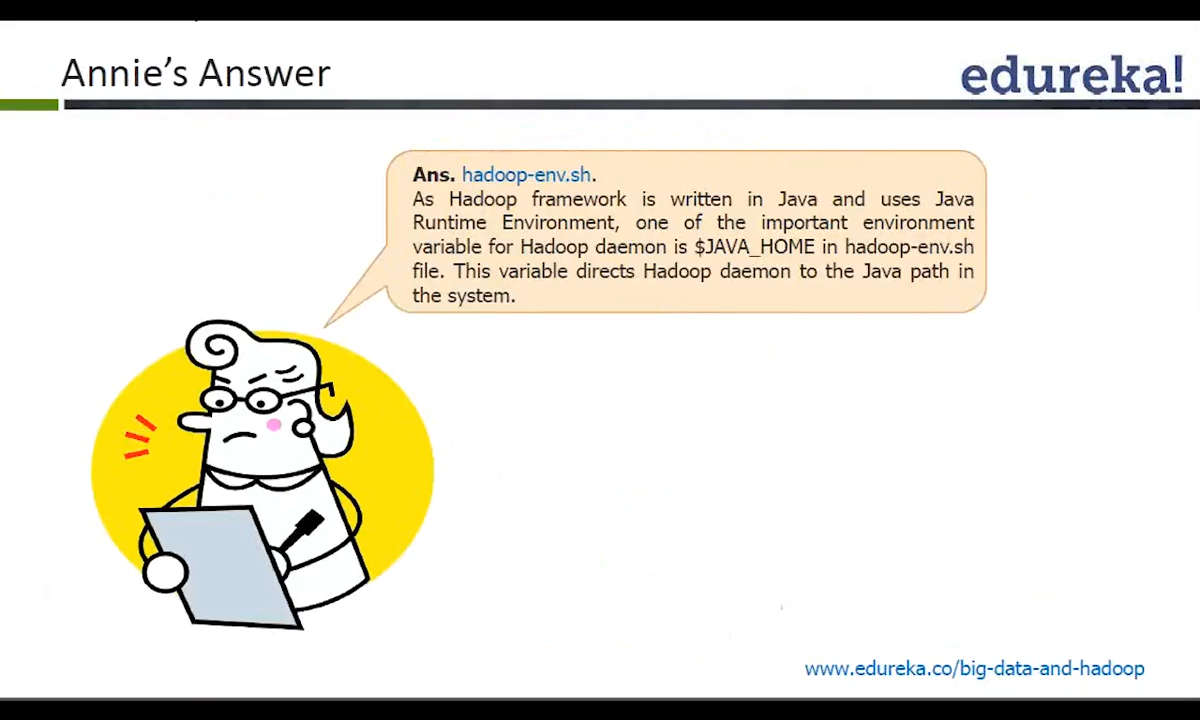 Annie's Answer
edureka!
Ans. hadoop-env.sh.
As Hadoop framework is written in Java and uses Java
Runtime Environment, one of the important environment
variable for Hadoop daemon is $JAVA_HOME in hadoop-env.sh
file. This variable directs Hadoop daemon to the Java path in
the system.
www.edureka.co/big-data-and-hadoop